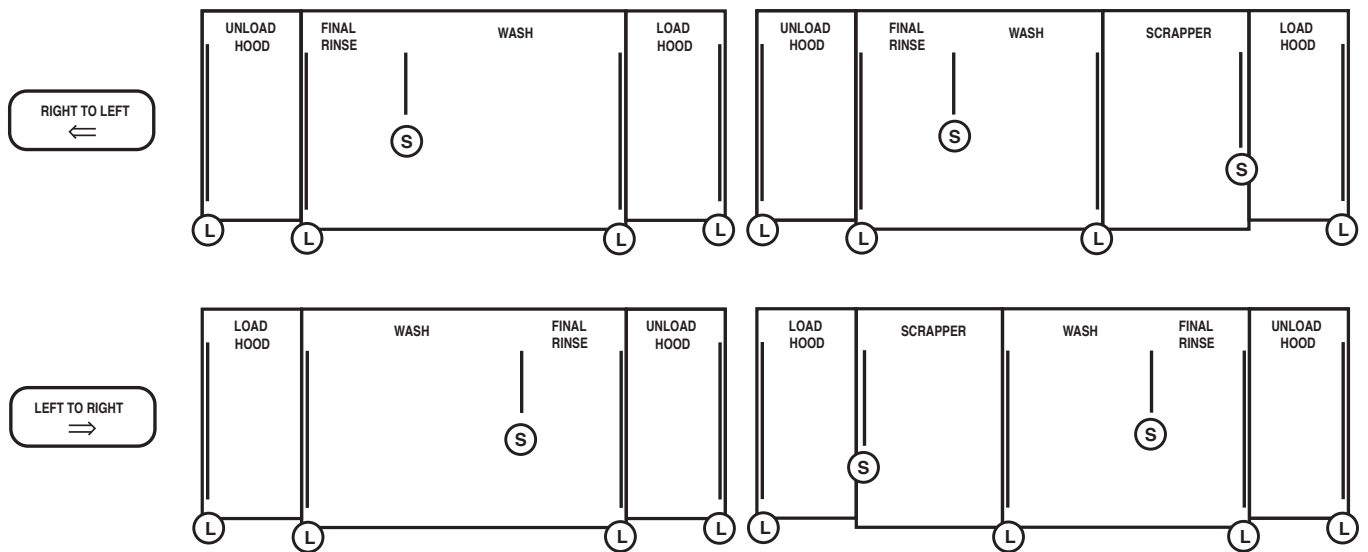 UNLOAD
HOOD
FINAL
RINSE
WASH
LOAD
HOOD
UNLOAD
HOOD
FINAL
RINSE
WASH
SCRAPPER
LOAD
HOOD
RIGHT TO LEFT
⇐
S
S
S
L
L
L
L
L
L
L
L
LOAD
HOOD
WASH
FINAL
RINSE
UNLOAD
HOOD
LOAD
HOOD
SCRAPPER
WASH
FINAL
RINSE
UNLOAD
HOOD
LEFT TO RIGHT
⇒
S
S
S
L
L
L
L
L
L
L
L